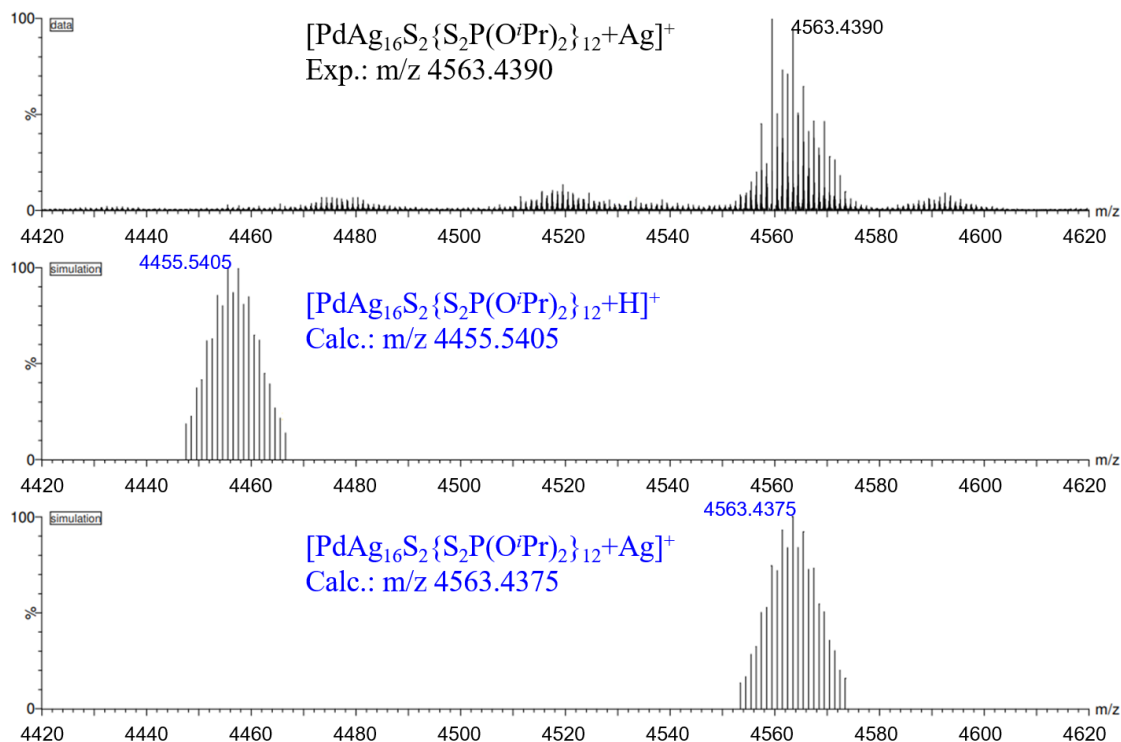 data
[PdAg₁₆S₂{S₂P(OⁱPr)₂}₁₂+Ag]⁺
Exp.: m/z 4563.4390
4563.4390
100
%
0
m/z
4420 4440 4460 4480 4500 4520 4540 4560 4580 4600 4620
simulation
4455.5405
[PdAg₁₆S₂{S₂P(OⁱPr)₂}₁₂+H]⁺
Calc.: m/z 4455.5405
100
%
0
m/z
4420 4440 4460 4480 4500 4520 4540 4560 4580 4600 4620
simulation
4563.4375
[PdAg₁₆S₂{S₂P(OⁱPr)₂}₁₂+Ag]⁺
Calc.: m/z 4563.4375
100
%
0
m/z
4420 4440 4460 4480 4500 4520 4540 4560 4580 4600 4620